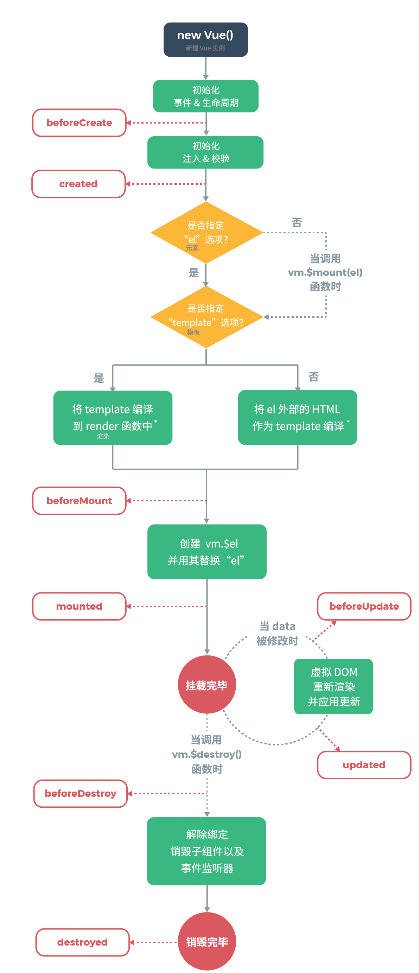 new Vue()
新建 Vue 实例
初始化
事件 & 生命周期
beforeCreate
初始化
注入 & 校验
created
是否指定
“el” 选项?
元素
否
当调用
vm.$mount(el)
函数时
是
是否指定
“template” 选项?
模板
是
否
将 template 编译
到 render 函数中*
渲染
将 el 外部的 HTML
作为 template 编译*
beforeMount
创建 vm.$el
并用其替换 “el”
mounted
beforeUpdate
当 data
被修改时
挂载完毕
虚拟 DOM
重新渲染
并应用更新
当调用
vm.$destroy()
函数时
updated
beforeDestroy
解除绑定
销毁子组件以及
事件监听器
destroyed
销毁完毕